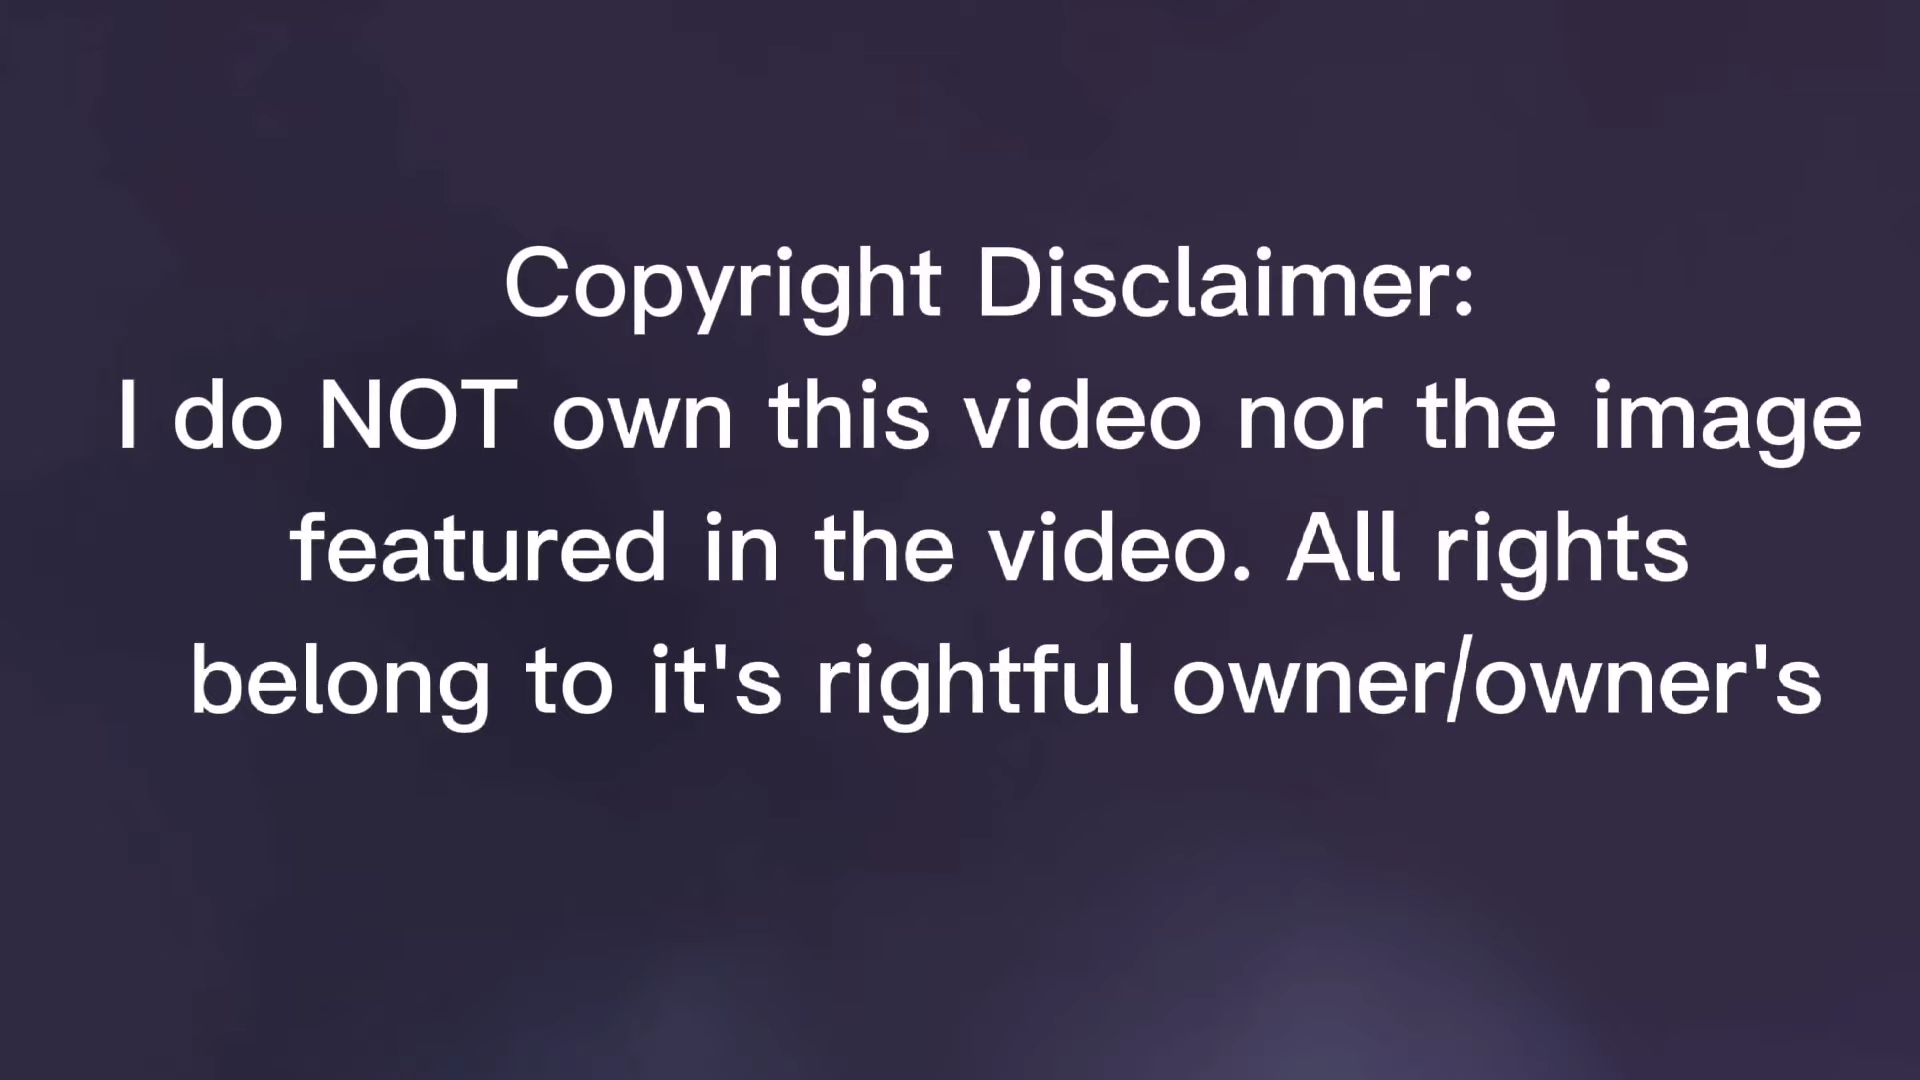 Copyright Disclaimer:
I do NOT own this video nor the image
featured in the video. All rights
belong to it's rightful owner/owner's